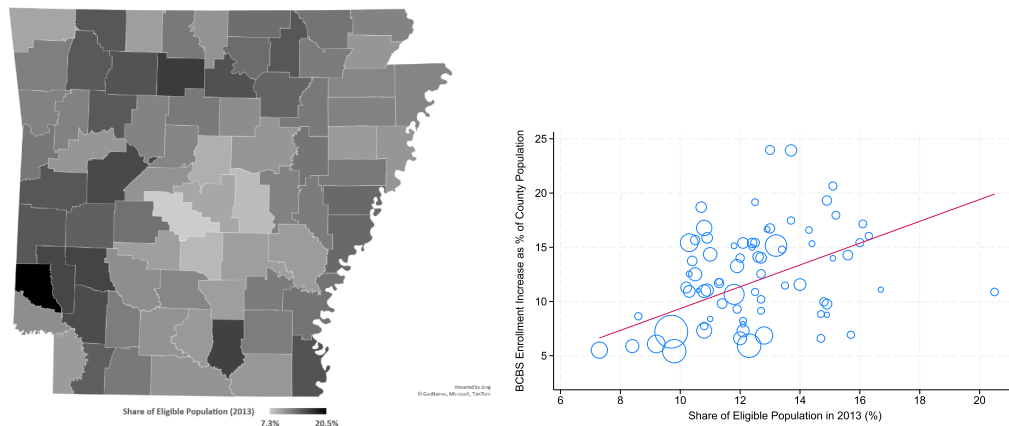 Powered by Bing
© GeoNames, Microsoft, TomTom
Share of Eligible Population (2013)
7.3% 20.5%
BCBS Enrollment Increase as % of County Population
25
20
15
10
5
6 8 10 12 14 16 18 20
Share of Eligible Population in 2013 (%)